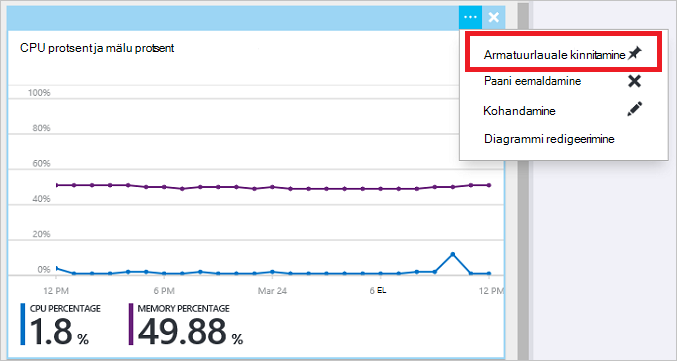 CPU protsent ja mälu protsent
Armatuurlauale kinnitamine
Paani eemaldamine
Kohandamine
Diagrammi redigeerimine
100%
80%
60%
40%
20%
0%
12 PM
6 PM
Mar 24
6 EL
12 PM
CPU PERCENTAGE
1.8 %
MEMORY PERCENTAGE
49.88 %